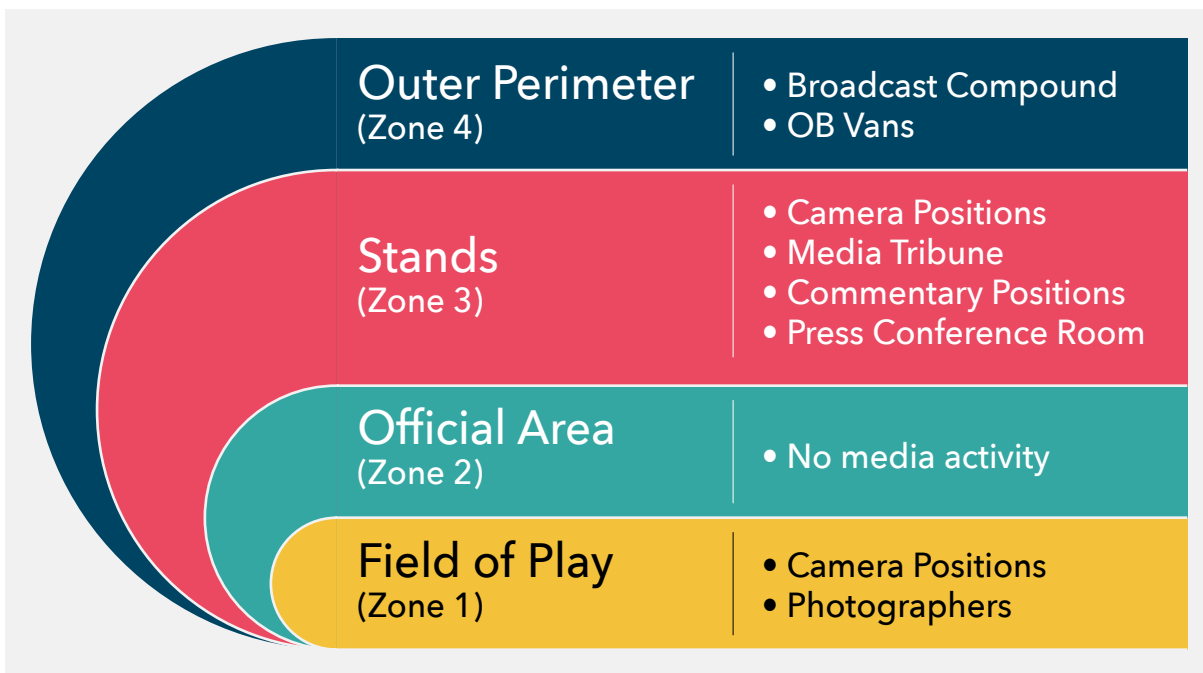 Outer Perimeter
(Zone 4)
• Broadcast Compound
• OB Vans
Stands
(Zone 3)
• Camera Positions
• Media Tribune
• Commentary Positions
• Press Conference Room
Official Area
(Zone 2)
• No media activity
Field of Play
(Zone 1)
• Camera Positions
• Photographers